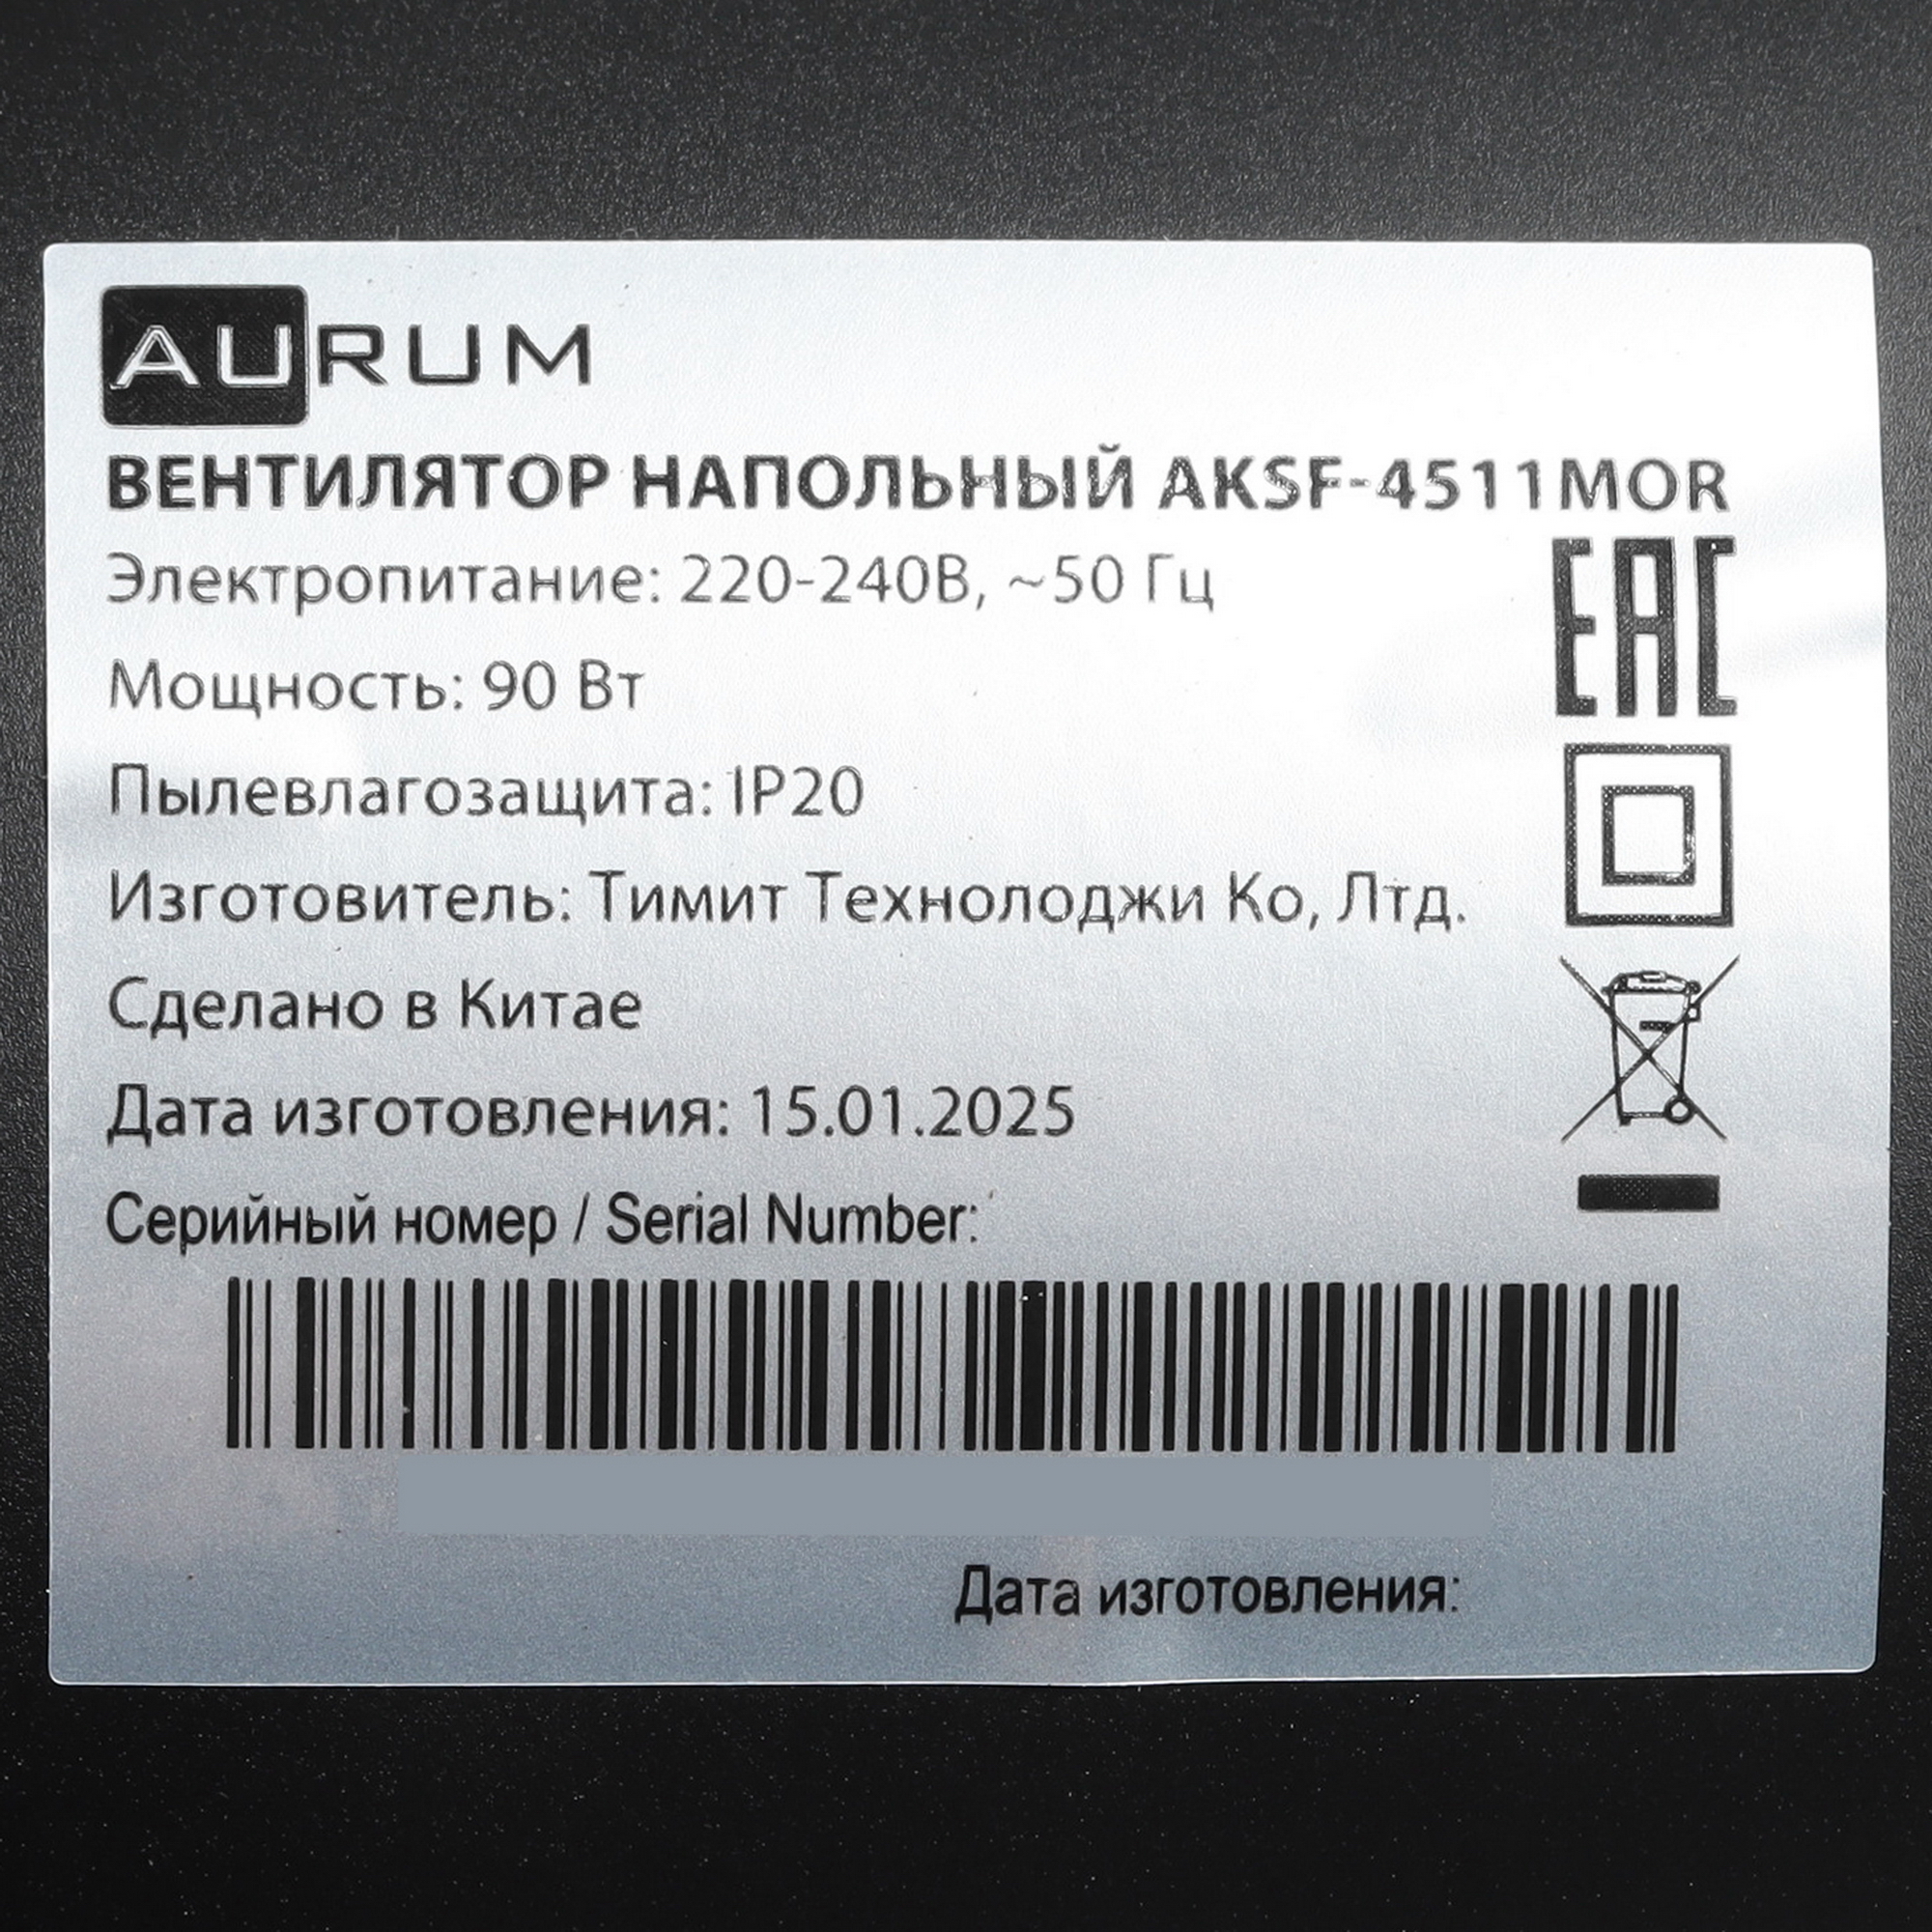 AURUM
ВЕНТИЛЯТОР НАПОЛЬНЫЙ AKSF-4511MOR
Электропитание: 220-240В, ~50 Гц
EAC
Мощность: 90 Вт
Пылевлагозащита: IP20
Изготовитель: Тимит Технолоджи Ко, Лтд.
Сделано в Китае
Дата изготовления: 15.01.2025
Серийный номер / Serial Number:
Дата изготовления: